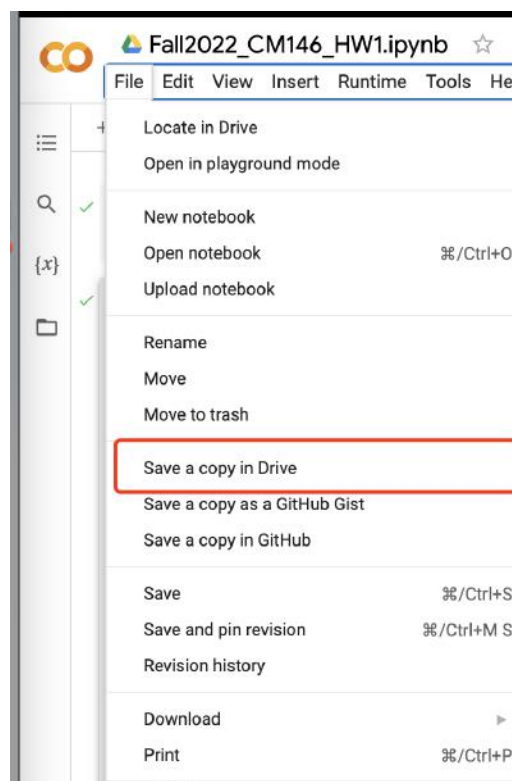 Fall2022_CM146_HW1.ipynb
File Edit View Insert Runtime Tools He
Locate in Drive
Open in playground mode
New notebook
Open notebook ⌘/Ctrl+O
Upload notebook
Rename
Move
Move to trash
Save a copy in Drive
Save a copy as a GitHub Gist
Save a copy in GitHub
Save ⌘/Ctrl+S
Save and pin revision ⌘/Ctrl+M S
Revision history
Download
Print ⌘/Ctrl+P
{x}